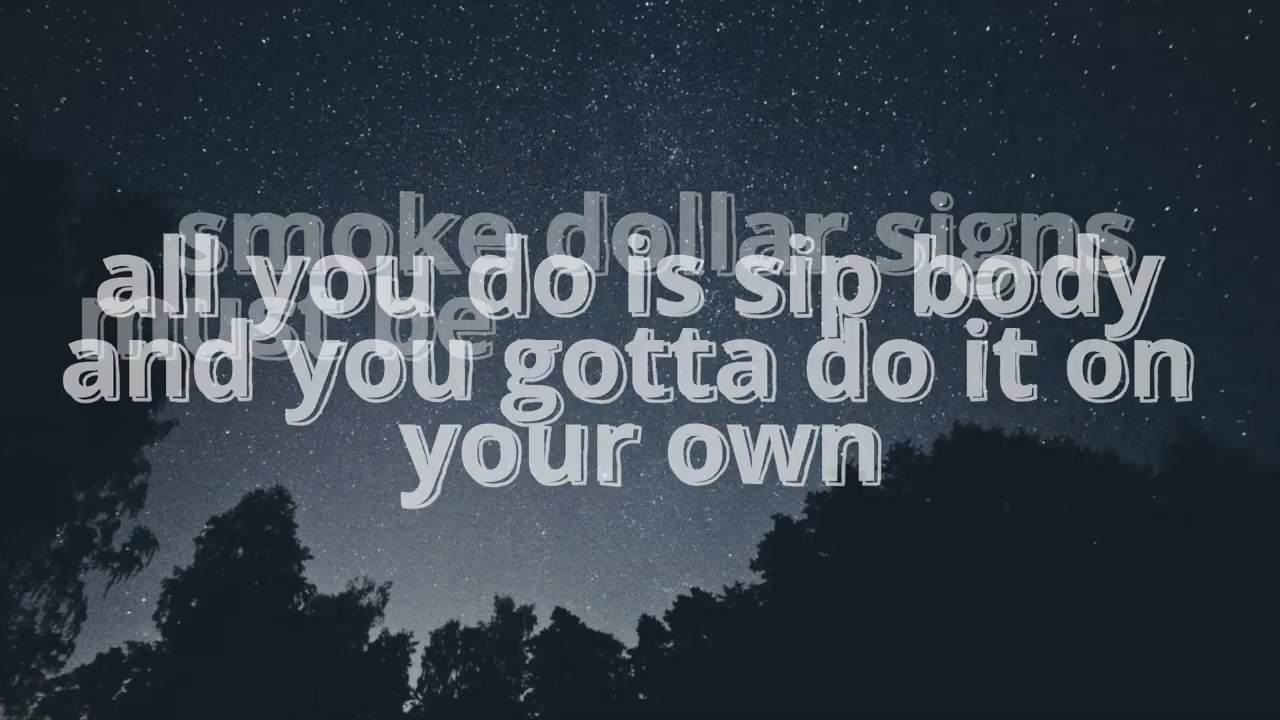 smoke dollar signs
all you do is sip body
must be
and you gotta do it on
your own